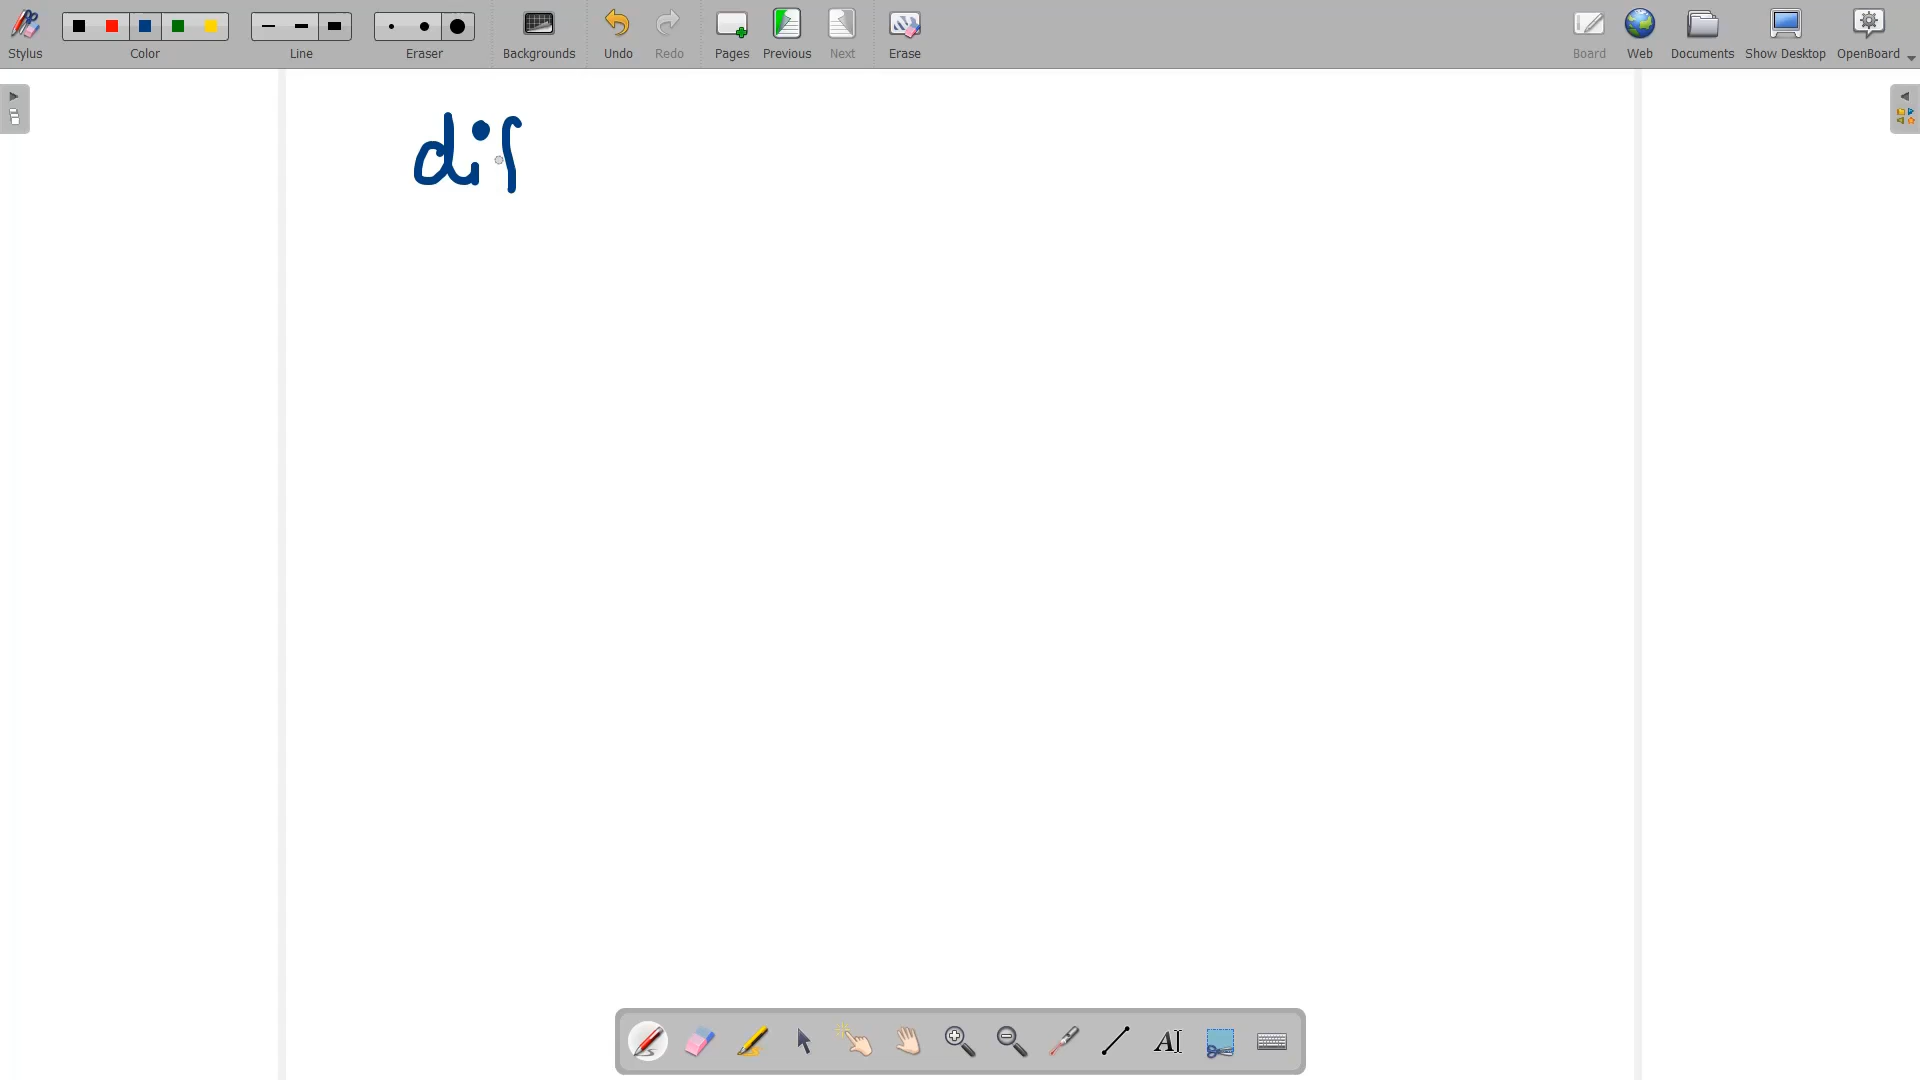 Stylus Color Line Eraser Backgrounds Undo Redo Pages Previous Next Erase Board Web Documents Show Desktop OpenBoard
dif
A